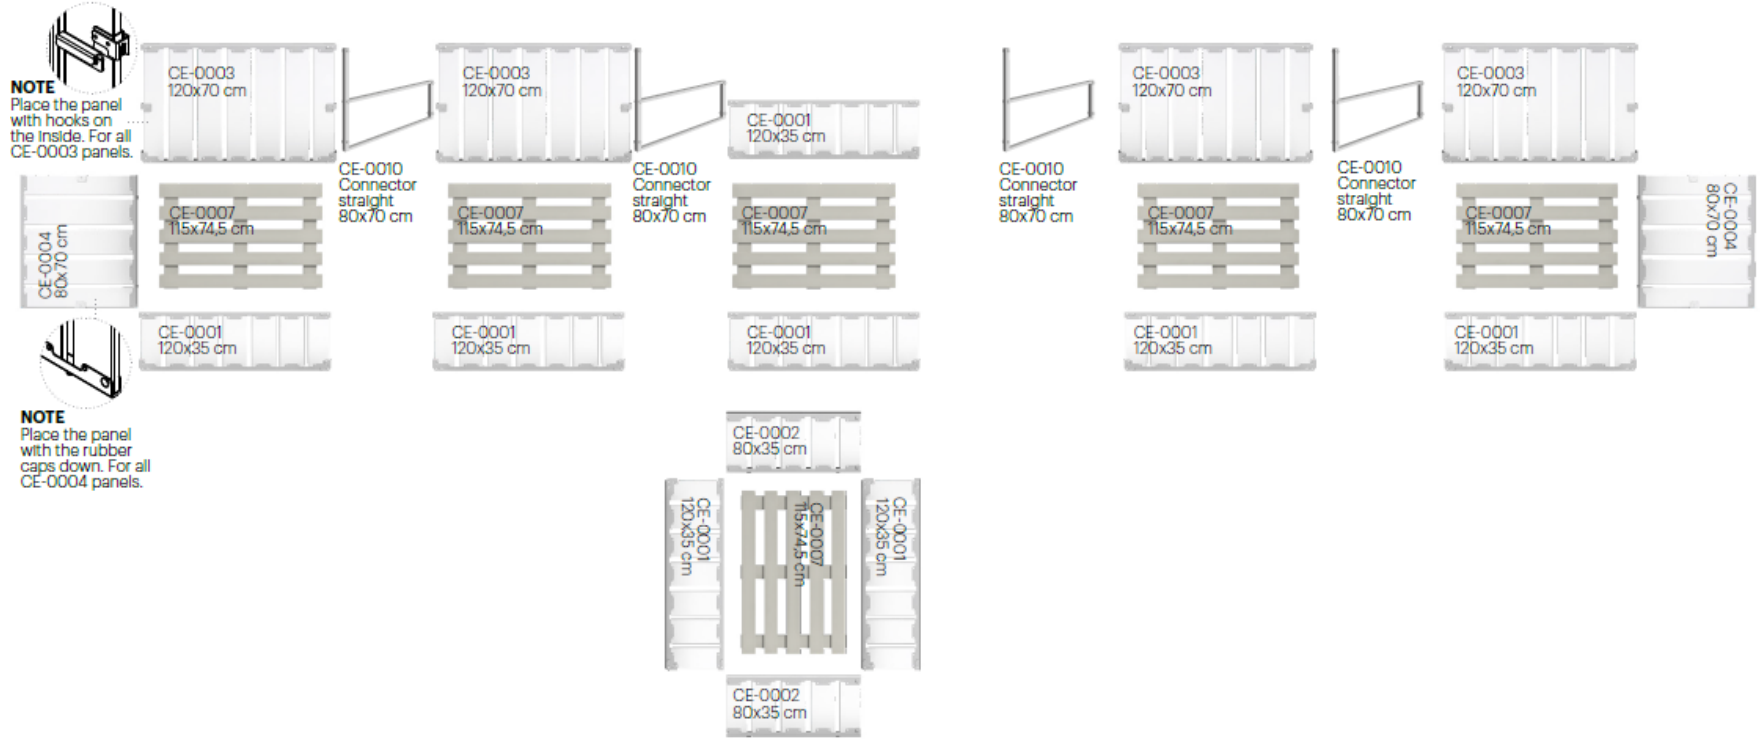 NOTE
Place the panel
with hooks on
the inside. For all
CE-0003 panels.
CE-0003
120x70 cm
CE-0010
Connector
straight
80x70 cm
CE-0003
120x70 cm
CE-0010
Connector
straight
80x70 cm
CE-0001
120x35 cm
CE-0010
Connector
straight
80x70 cm
CE-0003
120x70 cm
CE-0010
Connector
straight
80x70 cm
CE-0003
120x70 cm
CE-0004
80x70 cm
CE-0007
115x74,5 cm
CE-0007
115x74,5 cm
CE-0007
115x74,5 cm
CE-0007
115x74,5 cm
CE-0007
115x74,5 cm
CE-0004
80x70 cm
CE-0001
120x35 cm
CE-0001
120x35 cm
CE-0001
120x35 cm
CE-0001
120x35 cm
CE-0001
120x35 cm
NOTE
Place the panel
with the rubber
caps down. For all
CE-0004 panels.
CE-0002
80x35 cm
CE-0001
120x35 cm
CE-0007
115x74,5 cm
CE-0001
120x35 cm
CE-0002
80x35 cm